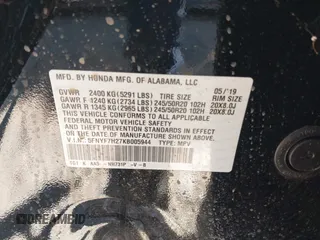 MFD. BY HONDA MFG. OF ALABAMA, LLC
GVWR 2400 KG (5291 LBS) TIRE SIZE 05/'19
RIM SIZE
GAWR F 1240 KG (2734 LBS) 245/50R20 102H 20X8.0J
GAWR R 1345 KG (2965 LBS) 245/50R20 102H 20X8.0J
THIS VEHICLE CONFORMS TO ALL APPLICABLE
FEDERAL MOTOR VEHICLE SAFETY AND THEFT
PREVENTION STANDARDS IN EFFECT ON THE DATE
OF MANUFACTURE SHOWN ABOVE.
V.I.N. 5FNYF7H27KB005944 TYPE: MPV
DREAMBID